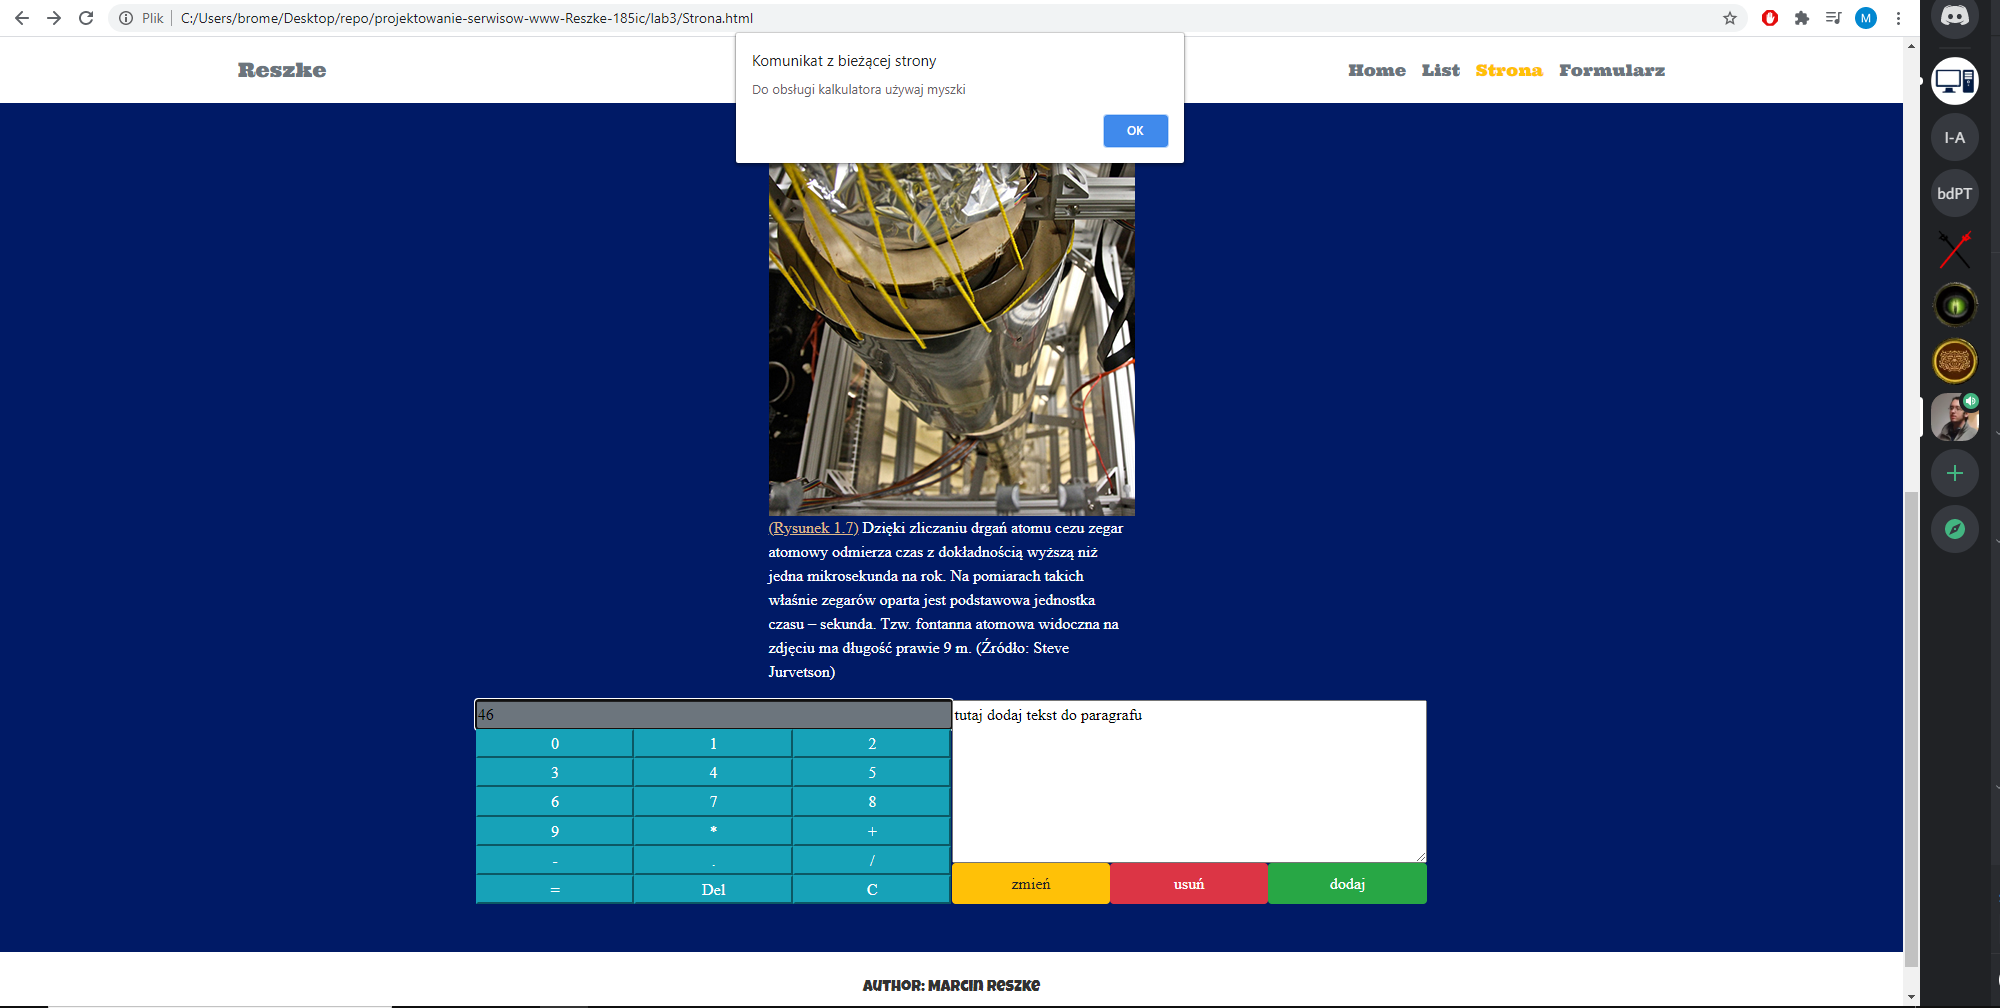 Plik C:/Users/brome/Desktop/repo/projektowanie-serwisow-www-Reszke-185ic/lab3/Strona.html
M
Reszke
Home List Strona Formularz
Komunikat z bieżącej strony
Do obsługi kalkulatora używaj myszki
OK
I-A
bdPT
(Rysunek 1.7) Dzięki zliczaniu drgań atomu cezu zegar
atomowy odmierza czas z dokładnością wyższą niż
jedna mikrosekunda na rok. Na pomiarach takich
właśnie zegarów oparta jest podstawowa jednostka
czasu – sekunda. Tzw. fontanna atomowa widoczna na
zdjęciu ma długość prawie 9 m. (Źródło: Steve
Jurvetson)
46
0 1 2
3 4 5
6 7 8
9 * +
- . /
= Del C
tutaj dodaj tekst do paragrafu
zmień usuń dodaj
Author: Marcin Reszke